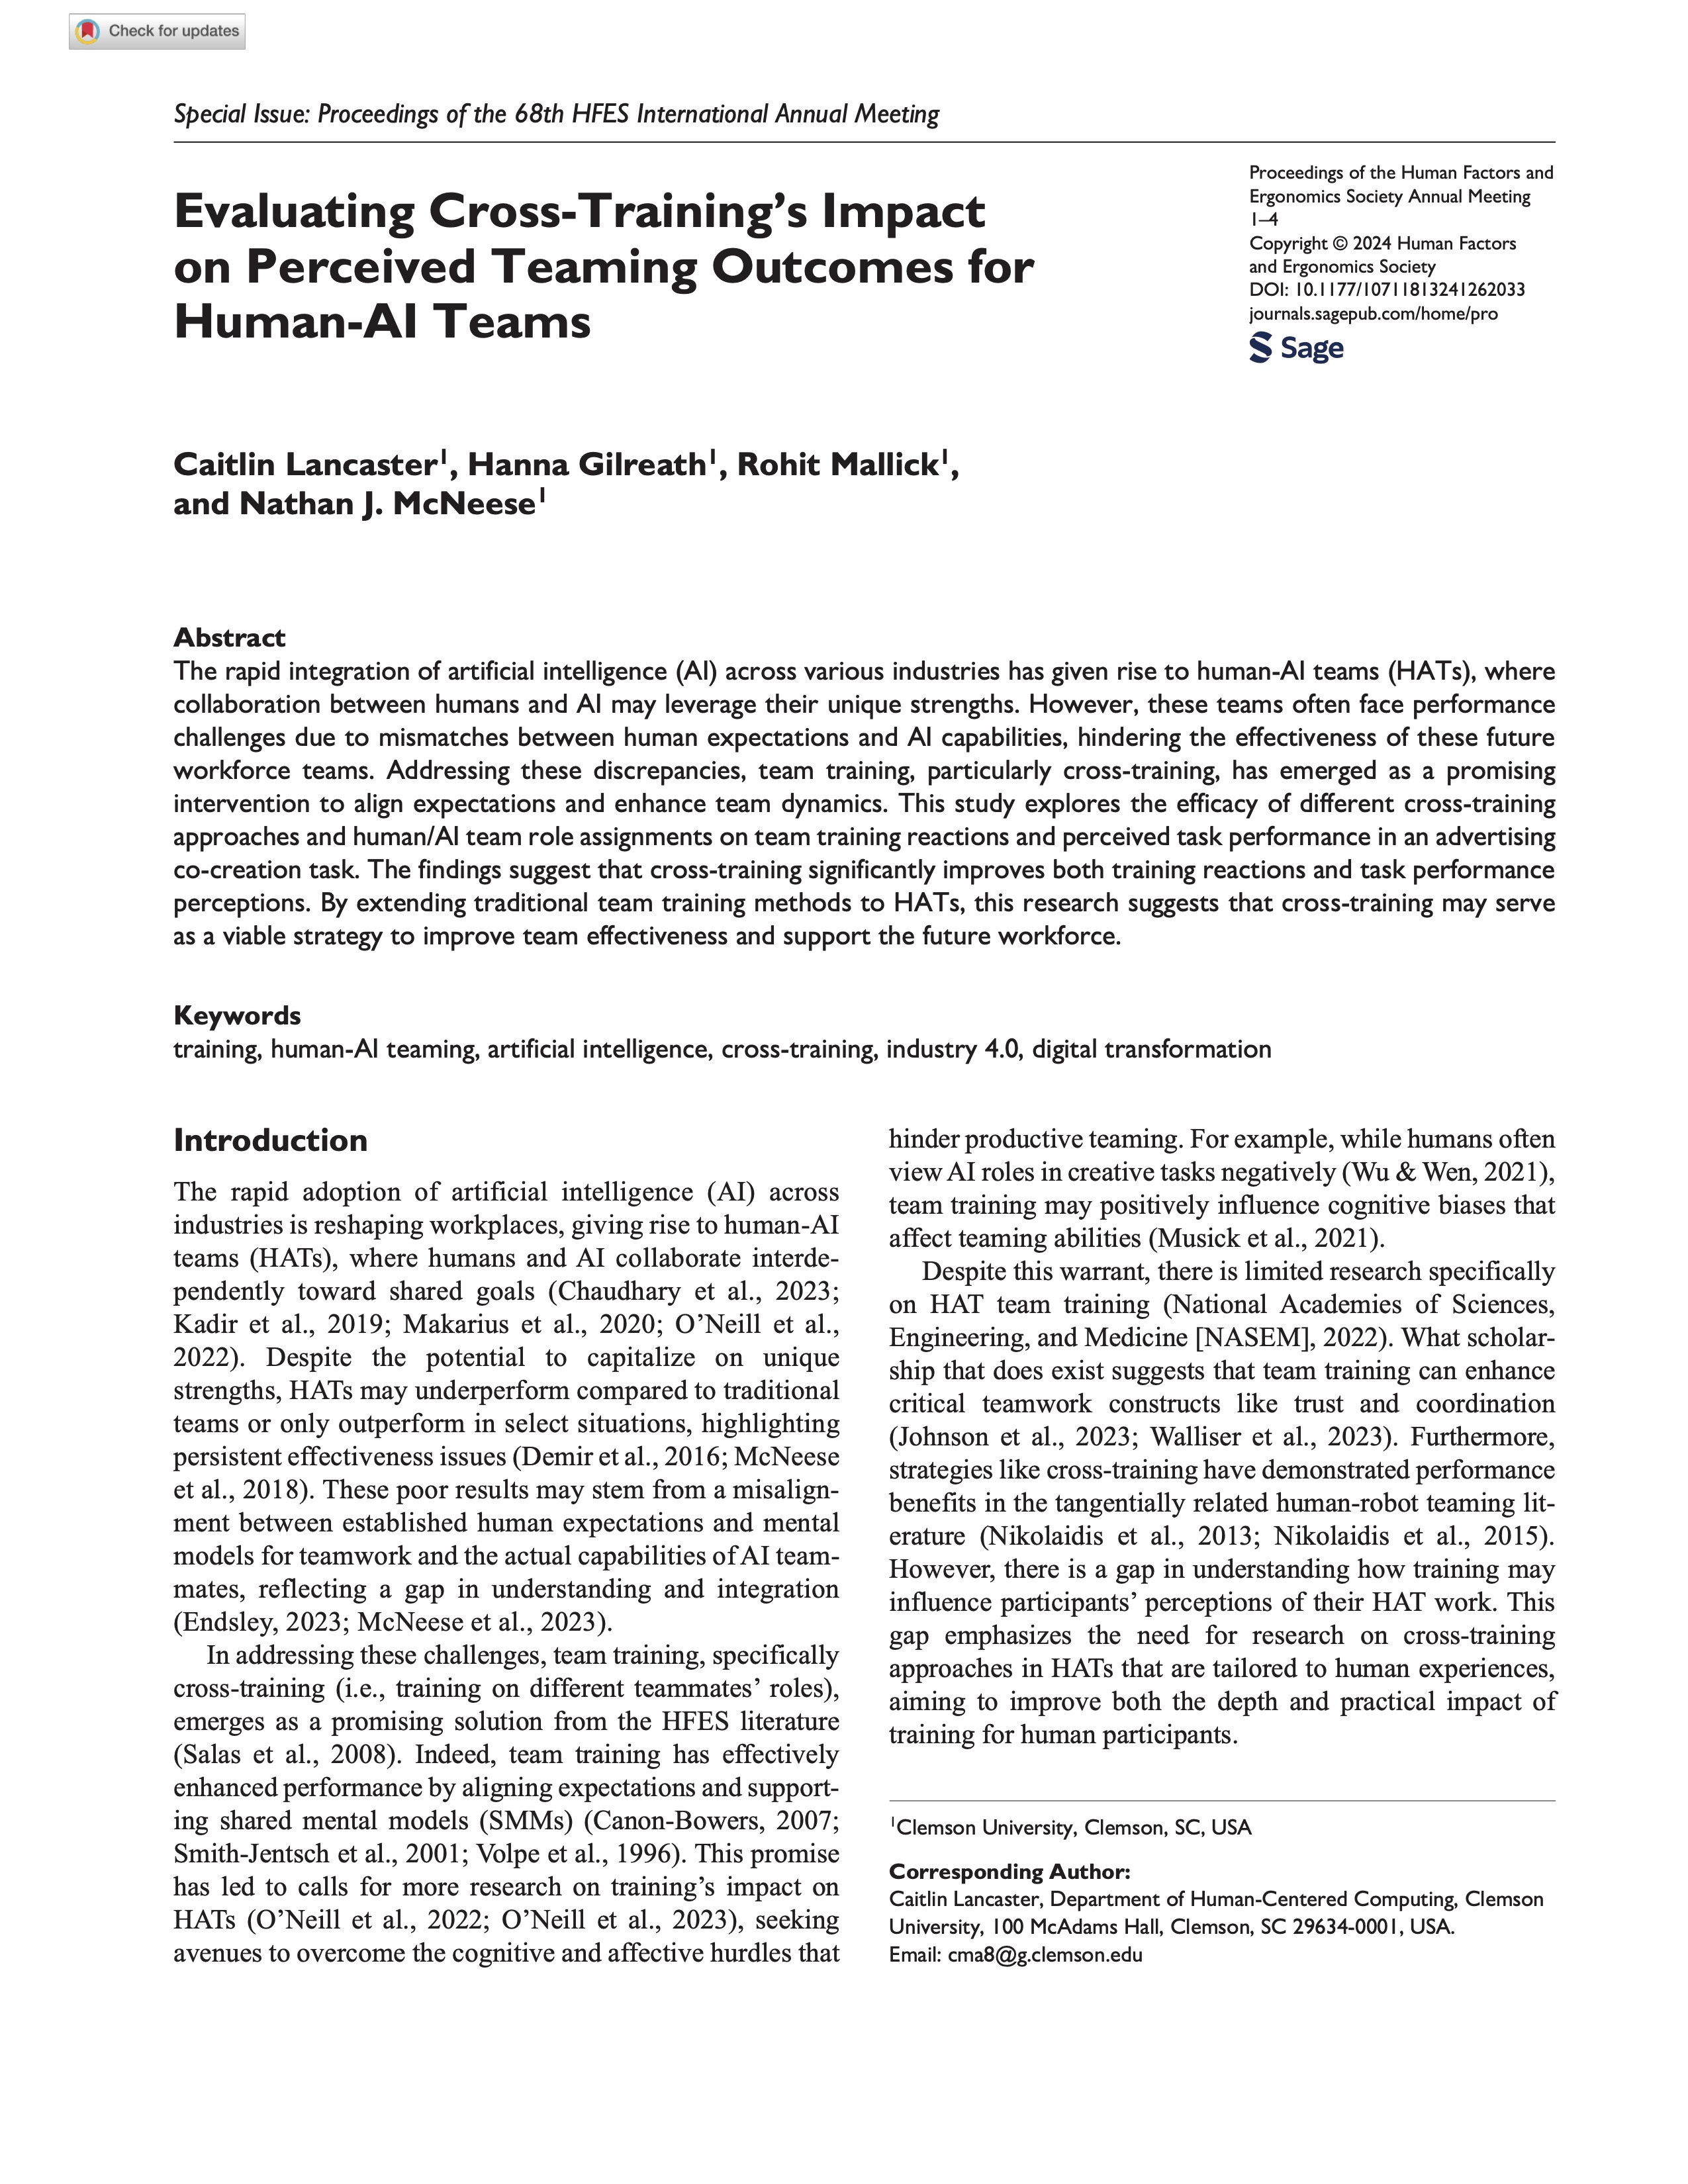 Check for updates
Special Issue: Proceedings of the 68th HFES International Annual Meeting
Proceedings of the Human Factors and
Ergonomics Society Annual Meeting
1–4
Copyright © 2024 Human Factors
and Ergonomics Society
DOI: 10.1177/10711813241262033
journals.sagepub.com/home/pro
Sage
Evaluating Cross-Training’s Impact
on Perceived Teaming Outcomes for
Human-AI Teams
Caitlin Lancaster¹, Hanna Gilreath¹, Rohit Mallick¹,
and Nathan J. McNeese¹
Abstract
The rapid integration of artificial intelligence (AI) across various industries has given rise to human-AI teams (HATs), where
collaboration between humans and AI may leverage their unique strengths. However, these teams often face performance
challenges due to mismatches between human expectations and AI capabilities, hindering the effectiveness of these future
workforce teams. Addressing these discrepancies, team training, particularly cross-training, has emerged as a promising
intervention to align expectations and enhance team dynamics. This study explores the efficacy of different cross-training
approaches and human/AI team role assignments on team training reactions and perceived task performance in an advertising
co-creation task. The findings suggest that cross-training significantly improves both training reactions and task performance
perceptions. By extending traditional team training methods to HATs, this research suggests that cross-training may serve
as a viable strategy to improve team effectiveness and support the future workforce.
Keywords
training, human-AI teaming, artificial intelligence, cross-training, industry 4.0, digital transformation
Introduction
The rapid adoption of artificial intelligence (AI) across
industries is reshaping workplaces, giving rise to human-AI
teams (HATs), where humans and AI collaborate interde-
pendently toward shared goals (Chaudhary et al., 2023;
Kadir et al., 2019; Makarius et al., 2020; O’Neill et al.,
2022). Despite the potential to capitalize on unique
strengths, HATs may underperform compared to traditional
teams or only outperform in select situations, highlighting
persistent effectiveness issues (Demir et al., 2016; McNeese
et al., 2018). These poor results may stem from a misalign-
ment between established human expectations and mental
models for teamwork and the actual capabilities of AI team-
mates, reflecting a gap in understanding and integration
(Endsley, 2023; McNeese et al., 2023).
In addressing these challenges, team training, specifically
cross-training (i.e., training on different teammates’ roles),
emerges as a promising solution from the HFES literature
(Salas et al., 2008). Indeed, team training has effectively
enhanced performance by aligning expectations and support-
ing shared mental models (SMMs) (Canon-Bowers, 2007;
Smith-Jentsch et al., 2001; Volpe et al., 1996). This promise
has led to calls for more research on training’s impact on
HATs (O’Neill et al., 2022; O’Neill et al., 2023), seeking
avenues to overcome the cognitive and affective hurdles that
hinder productive teaming. For example, while humans often
view AI roles in creative tasks negatively (Wu & Wen, 2021),
team training may positively influence cognitive biases that
affect teaming abilities (Musick et al., 2021).
Despite this warrant, there is limited research specifically
on HAT team training (National Academies of Sciences,
Engineering, and Medicine [NASEM], 2022). What scholar-
ship that does exist suggests that team training can enhance
critical teamwork constructs like trust and coordination
(Johnson et al., 2023; Walliser et al., 2023). Furthermore,
strategies like cross-training have demonstrated performance
benefits in the tangentially related human-robot teaming lit-
erature (Nikolaidis et al., 2013; Nikolaidis et al., 2015).
However, there is a gap in understanding how training may
influence participants’ perceptions of their HAT work. This
gap emphasizes the need for research on cross-training
approaches in HATs that are tailored to human experiences,
aiming to improve both the depth and practical impact of
training for human participants.
¹Clemson University, Clemson, SC, USA
Corresponding Author:
Caitlin Lancaster, Department of Human-Centered Computing, Clemson
University, 100 McAdams Hall, Clemson, SC 29634-0001, USA.
Email: cma8@g.clemson.edu